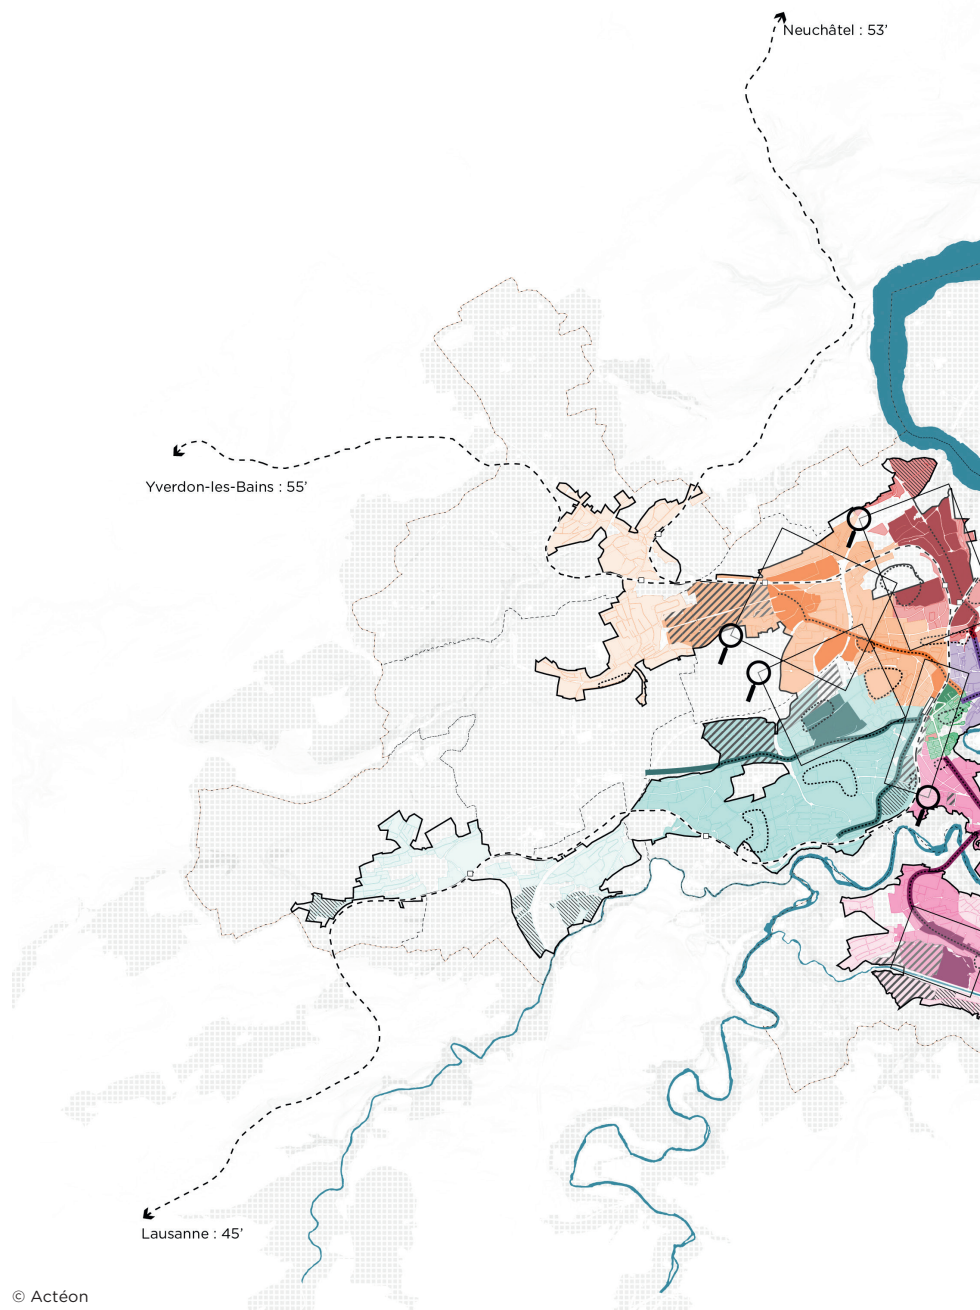 Neuchâtel : 53’
Yverdon-les-Bains : 55’
Lausanne : 45’
© Actéon